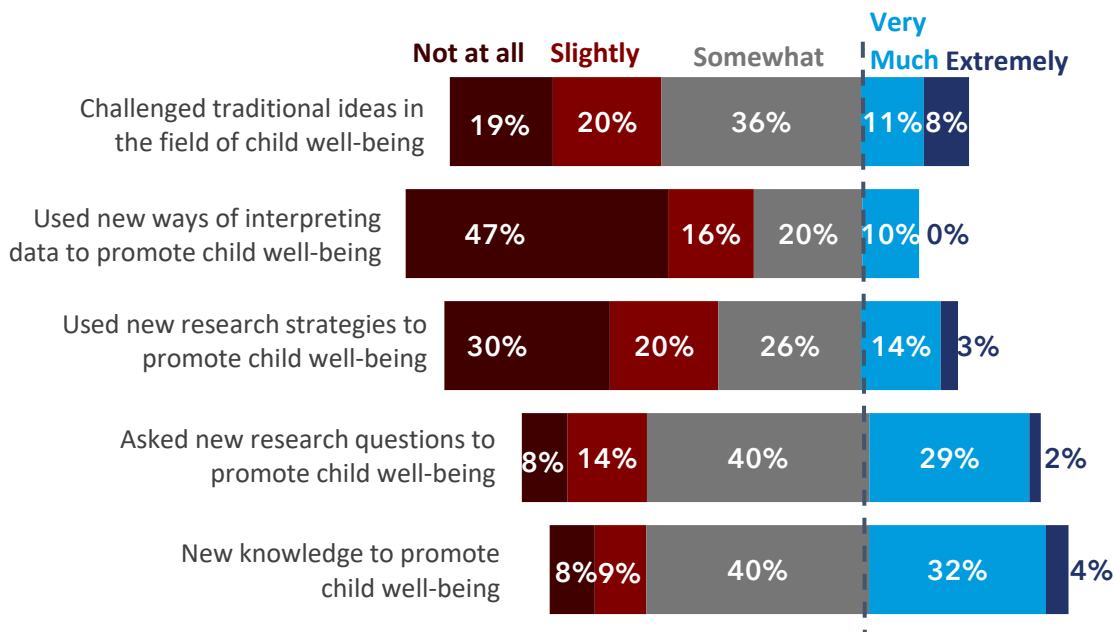 Very
Much
Not at all Slightly Somewhat Extremely
Challenged traditional ideas in
the field of child well-being
19% 20% 36% 11% 8%
Used new ways of interpreting
data to promote child well-being
47% 16% 20% 10% 0%
Used new research strategies to
promote child well-being
30% 20% 26% 14% 3%
Asked new research questions to
promote child well-being
8% 14% 40% 29% 2%
New knowledge to promote
child well-being
8% 9% 40% 32% 4%